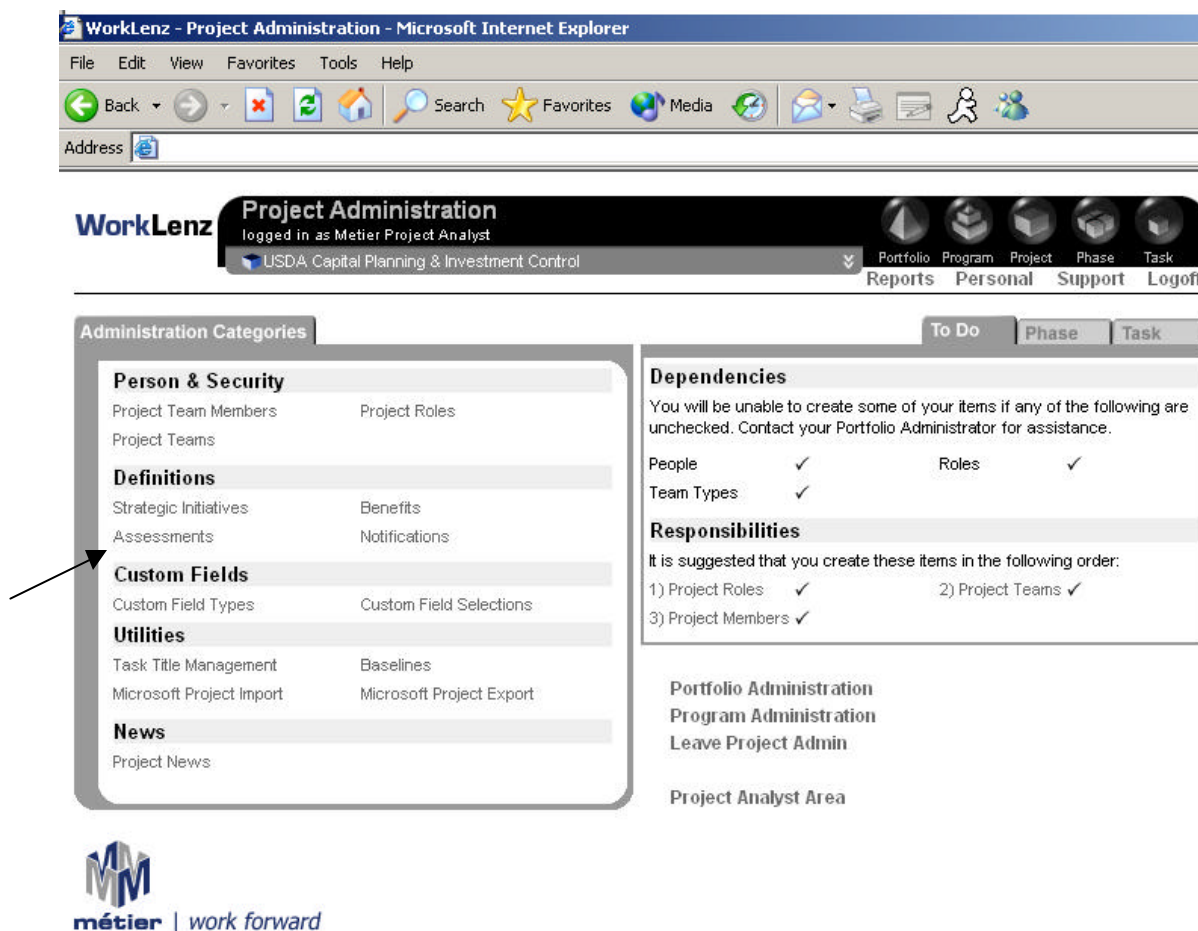 WorkLenz - Project Administration - Microsoft Internet Explorer
File Edit View Favorites Tools Help
Back Search Favorites Media
Address
WorkLenz
Project Administration
logged in as Metier Project Analyst
USDA Capital Planning & Investment Control
Portfolio Program Project Phase Task
Reports Personal Support Logoff
Administration Categories
Person & Security
Project Team Members Project Roles
Project Teams
Definitions
Strategic Initiatives Benefits
Assessments Notifications
Custom Fields
Custom Field Types Custom Field Selections
Utilities
Task Title Management Baselines
Microsoft Project Import Microsoft Project Export
News
Project News
To Do Phase Task
Dependencies
You will be unable to create some of your items if any of the following are
unchecked. Contact your Portfolio Administrator for assistance.
People ✓ Roles ✓
Team Types ✓
Responsibilities
It is suggested that you create these items in the following order:
1) Project Roles ✓ 2) Project Teams ✓
3) Project Members ✓
Portfolio Administration
Program Administration
Leave Project Admin
Project Analyst Area
métier | work forward